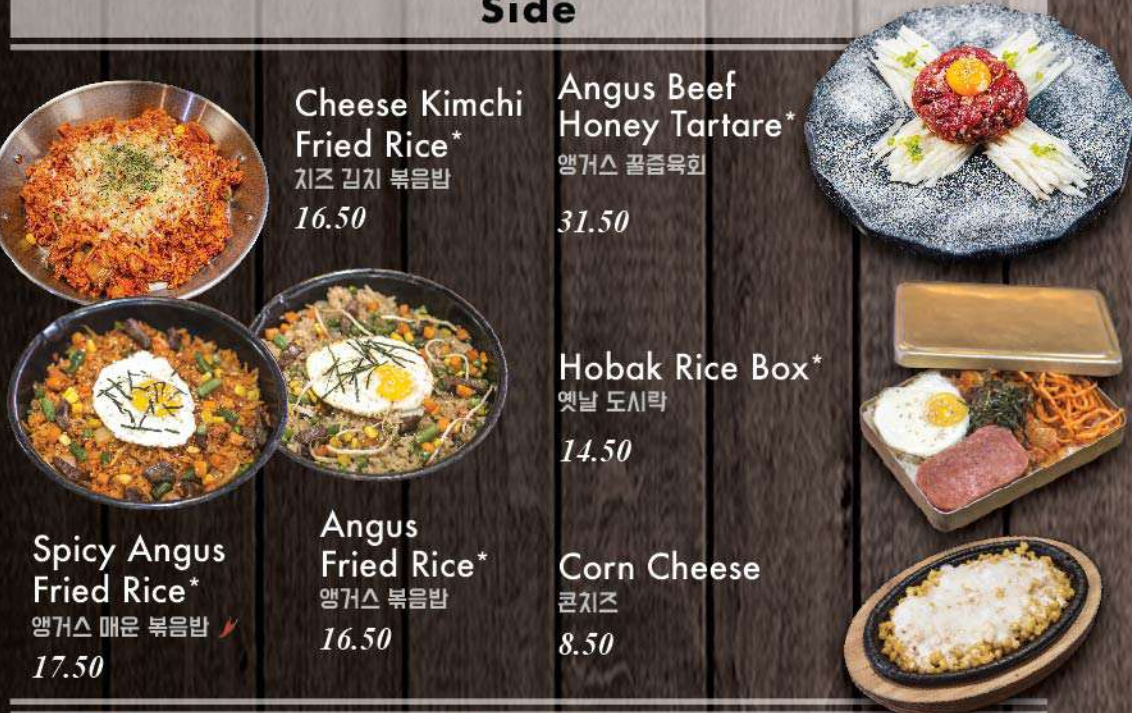 Side
Cheese Kimchi
Fried Rice*
치즈 김치 볶음밥
16.50
Angus Beef
Honey Tartare*
앵거스 꿀즙육회
31.50
Hobak Rice Box*
옛날 도시락
14.50
Spicy Angus
Fried Rice*
앵거스 매운 볶음밥
17.50
Angus
Fried Rice*
앵거스 볶음밥
16.50
Corn Cheese
콘치즈
8.50